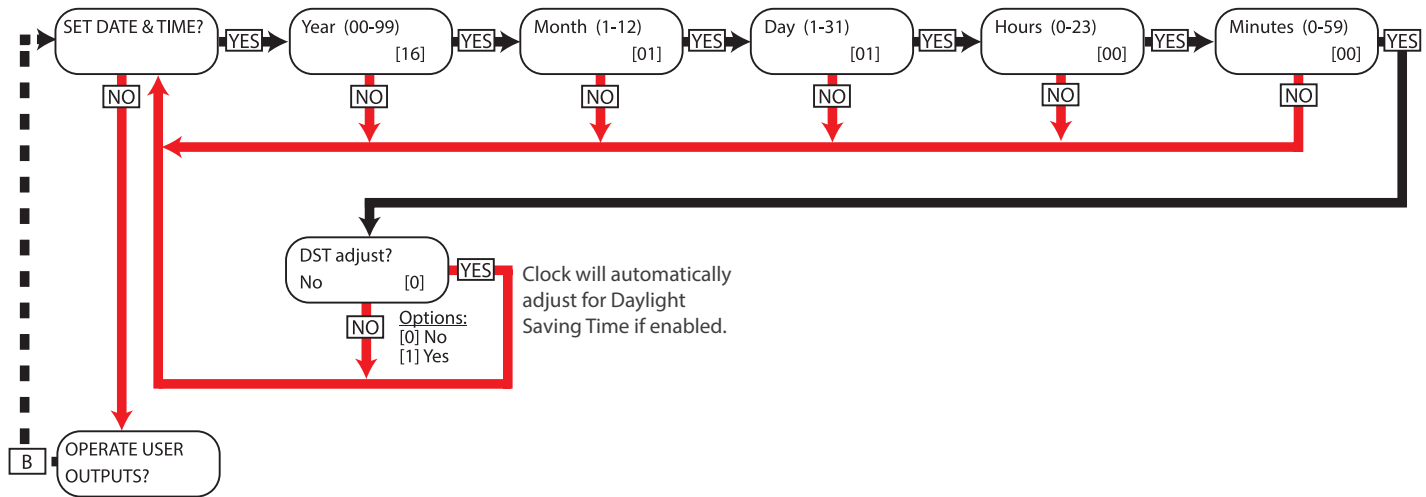 SET DATE & TIME?
YES
Year (00-99)
[16]
YES
Month (1-12)
[01]
YES
Day (1-31)
[01]
YES
Hours (0-23)
[00]
YES
Minutes (0-59)
[00]
YES
NO
NO
NO
NO
NO
NO
DST adjust?
No [0]
YES
Clock will automatically
adjust for Daylight
Saving Time if enabled.
NO
Options:
[0] No
[1] Yes
B
OPERATE USER
OUTPUTS?